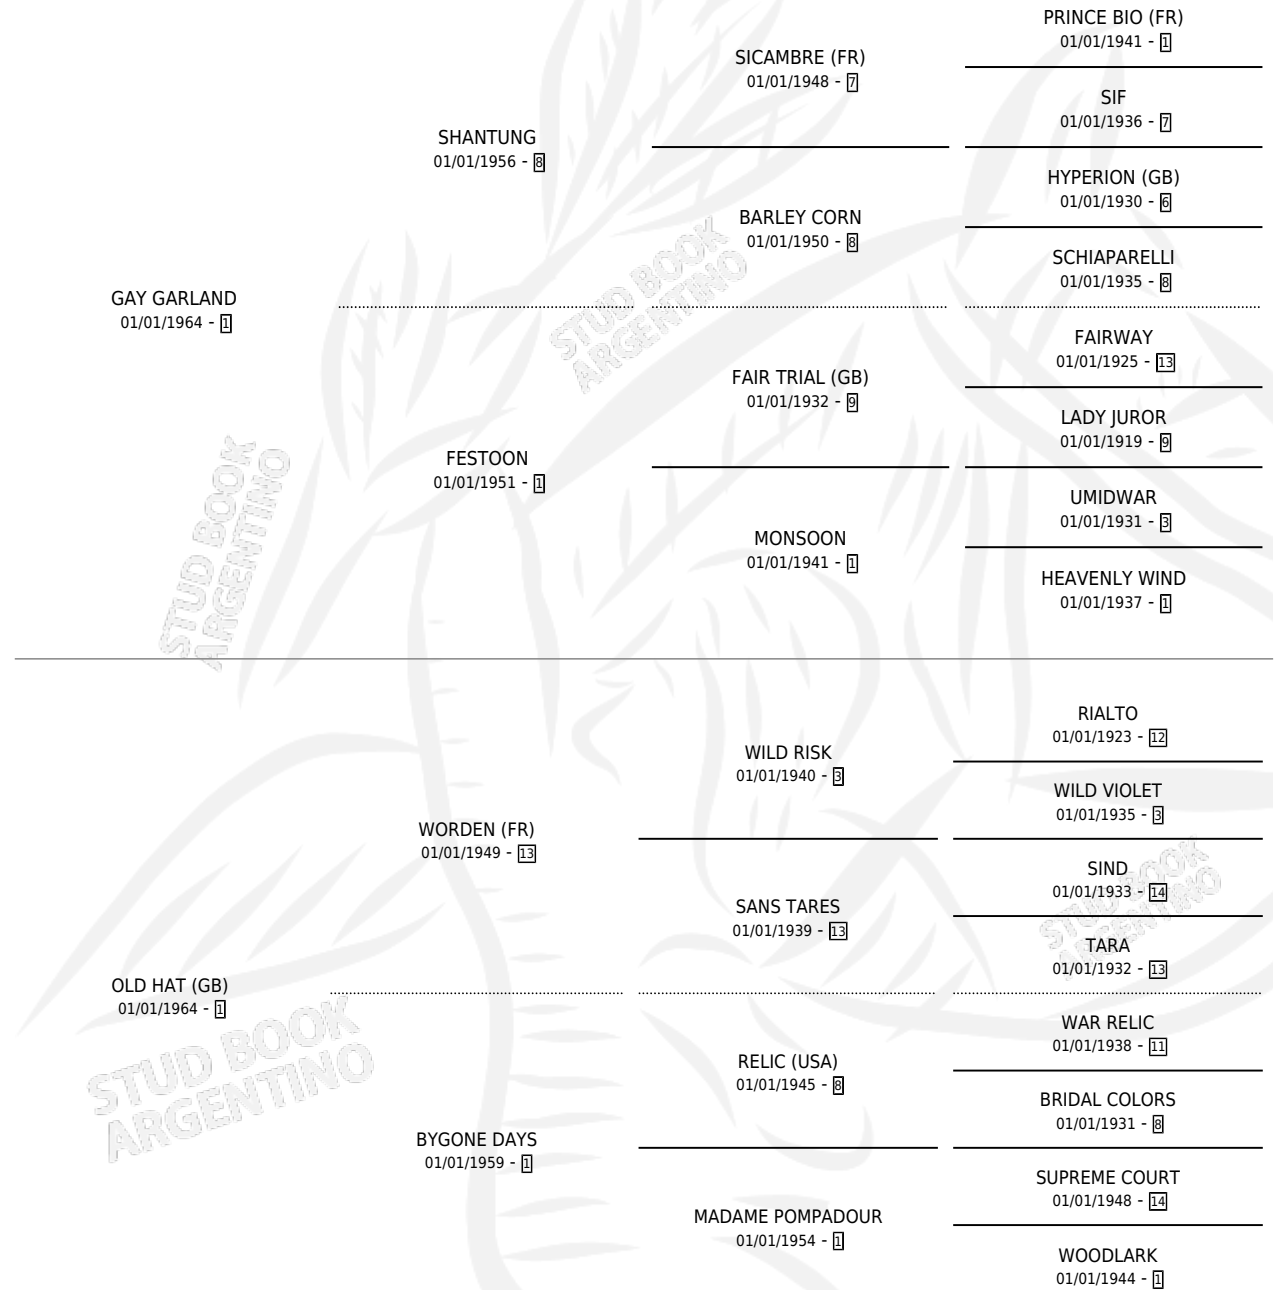 PRINCE BIO (FR)
01/01/1941 - 1
SICAMBRE (FR)
01/01/1948 - 7
SIF
01/01/1936 - 7
SHANTUNG
01/01/1956 - 8
HYPERION (GB)
01/01/1930 - 6
BARLEY CORN
01/01/1950 - 8
SCHIAPARELLI
01/01/1935 - 8
GAY GARLAND
01/01/1964 - 1
STUD BOOK
ARGENTINO
FAIRWAY
01/01/1925 - 13
FAIR TRIAL (GB)
01/01/1932 - 9
LADY JUROR
01/01/1919 - 9
FESTOON
01/01/1951 - 1
UMIDWAR
01/01/1931 - 3
MONSOON
01/01/1941 - 1
HEAVENLY WIND
01/01/1937 - 1
STUD BOOK
ARGENTINO
RIALTO
01/01/1923 - 12
WILD RISK
01/01/1940 - 3
WILD VIOLET
01/01/1935 - 3
WORDEN (FR)
01/01/1949 - 13
SIND
01/01/1933 - 14
SANS TARES
01/01/1939 - 13
TARA
01/01/1932 - 13
STUD BOOK
ARGENTINO
OLD HAT (GB)
01/01/1964 - 1
WAR RELIC
01/01/1938 - 11
RELIC (USA)
01/01/1945 - 8
BRIDAL COLORS
01/01/1931 - 8
STUD BOOK
ARGENTINO
BYGONE DAYS
01/01/1959 - 1
SUPREME COURT
01/01/1948 - 14
MADAME POMPADOUR
01/01/1954 - 1
WOODLARK
01/01/1944 - 1